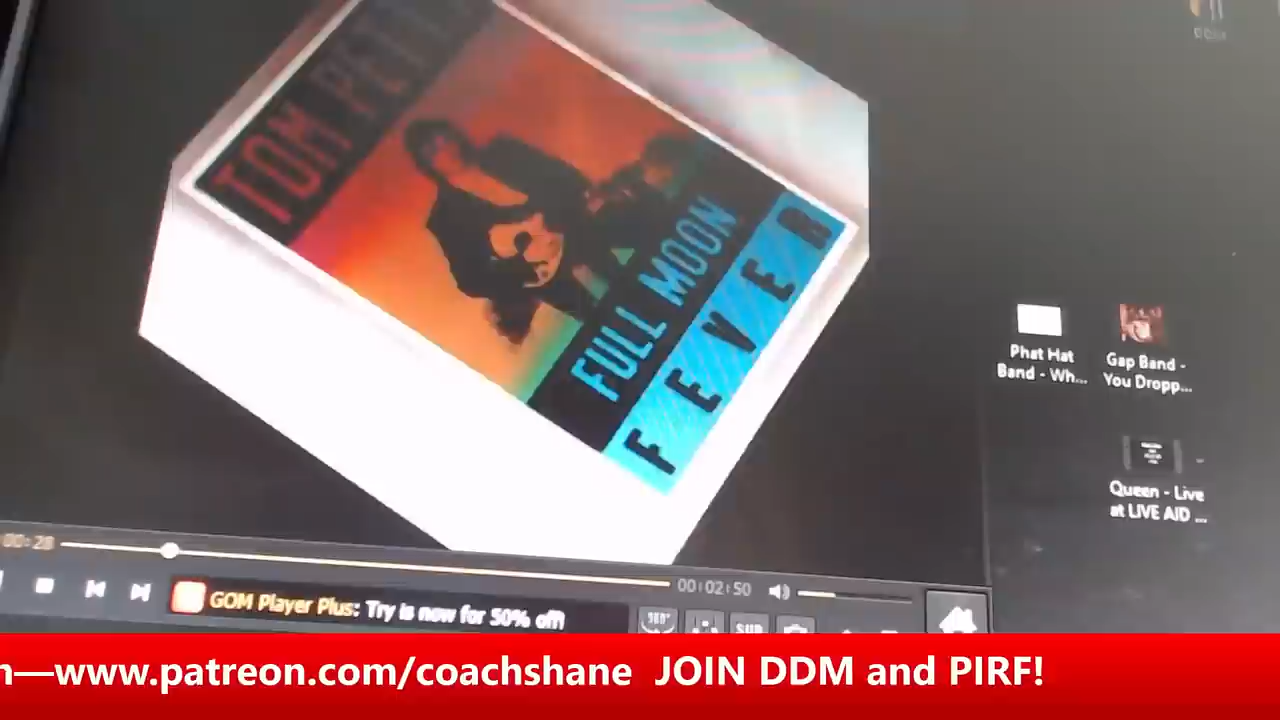 TOM PETTY
FULL MOON
FEVER
Phat Hat
Band - Wh...
Gap Band -
You Dropp...
Queen - Live
at LIVE AID ...
00:28
00:02:50
GOM Player Plus: Try is now for 50% off!
360°
SUB
www.patreon.com/coachshane JOIN DDM and PIRF!